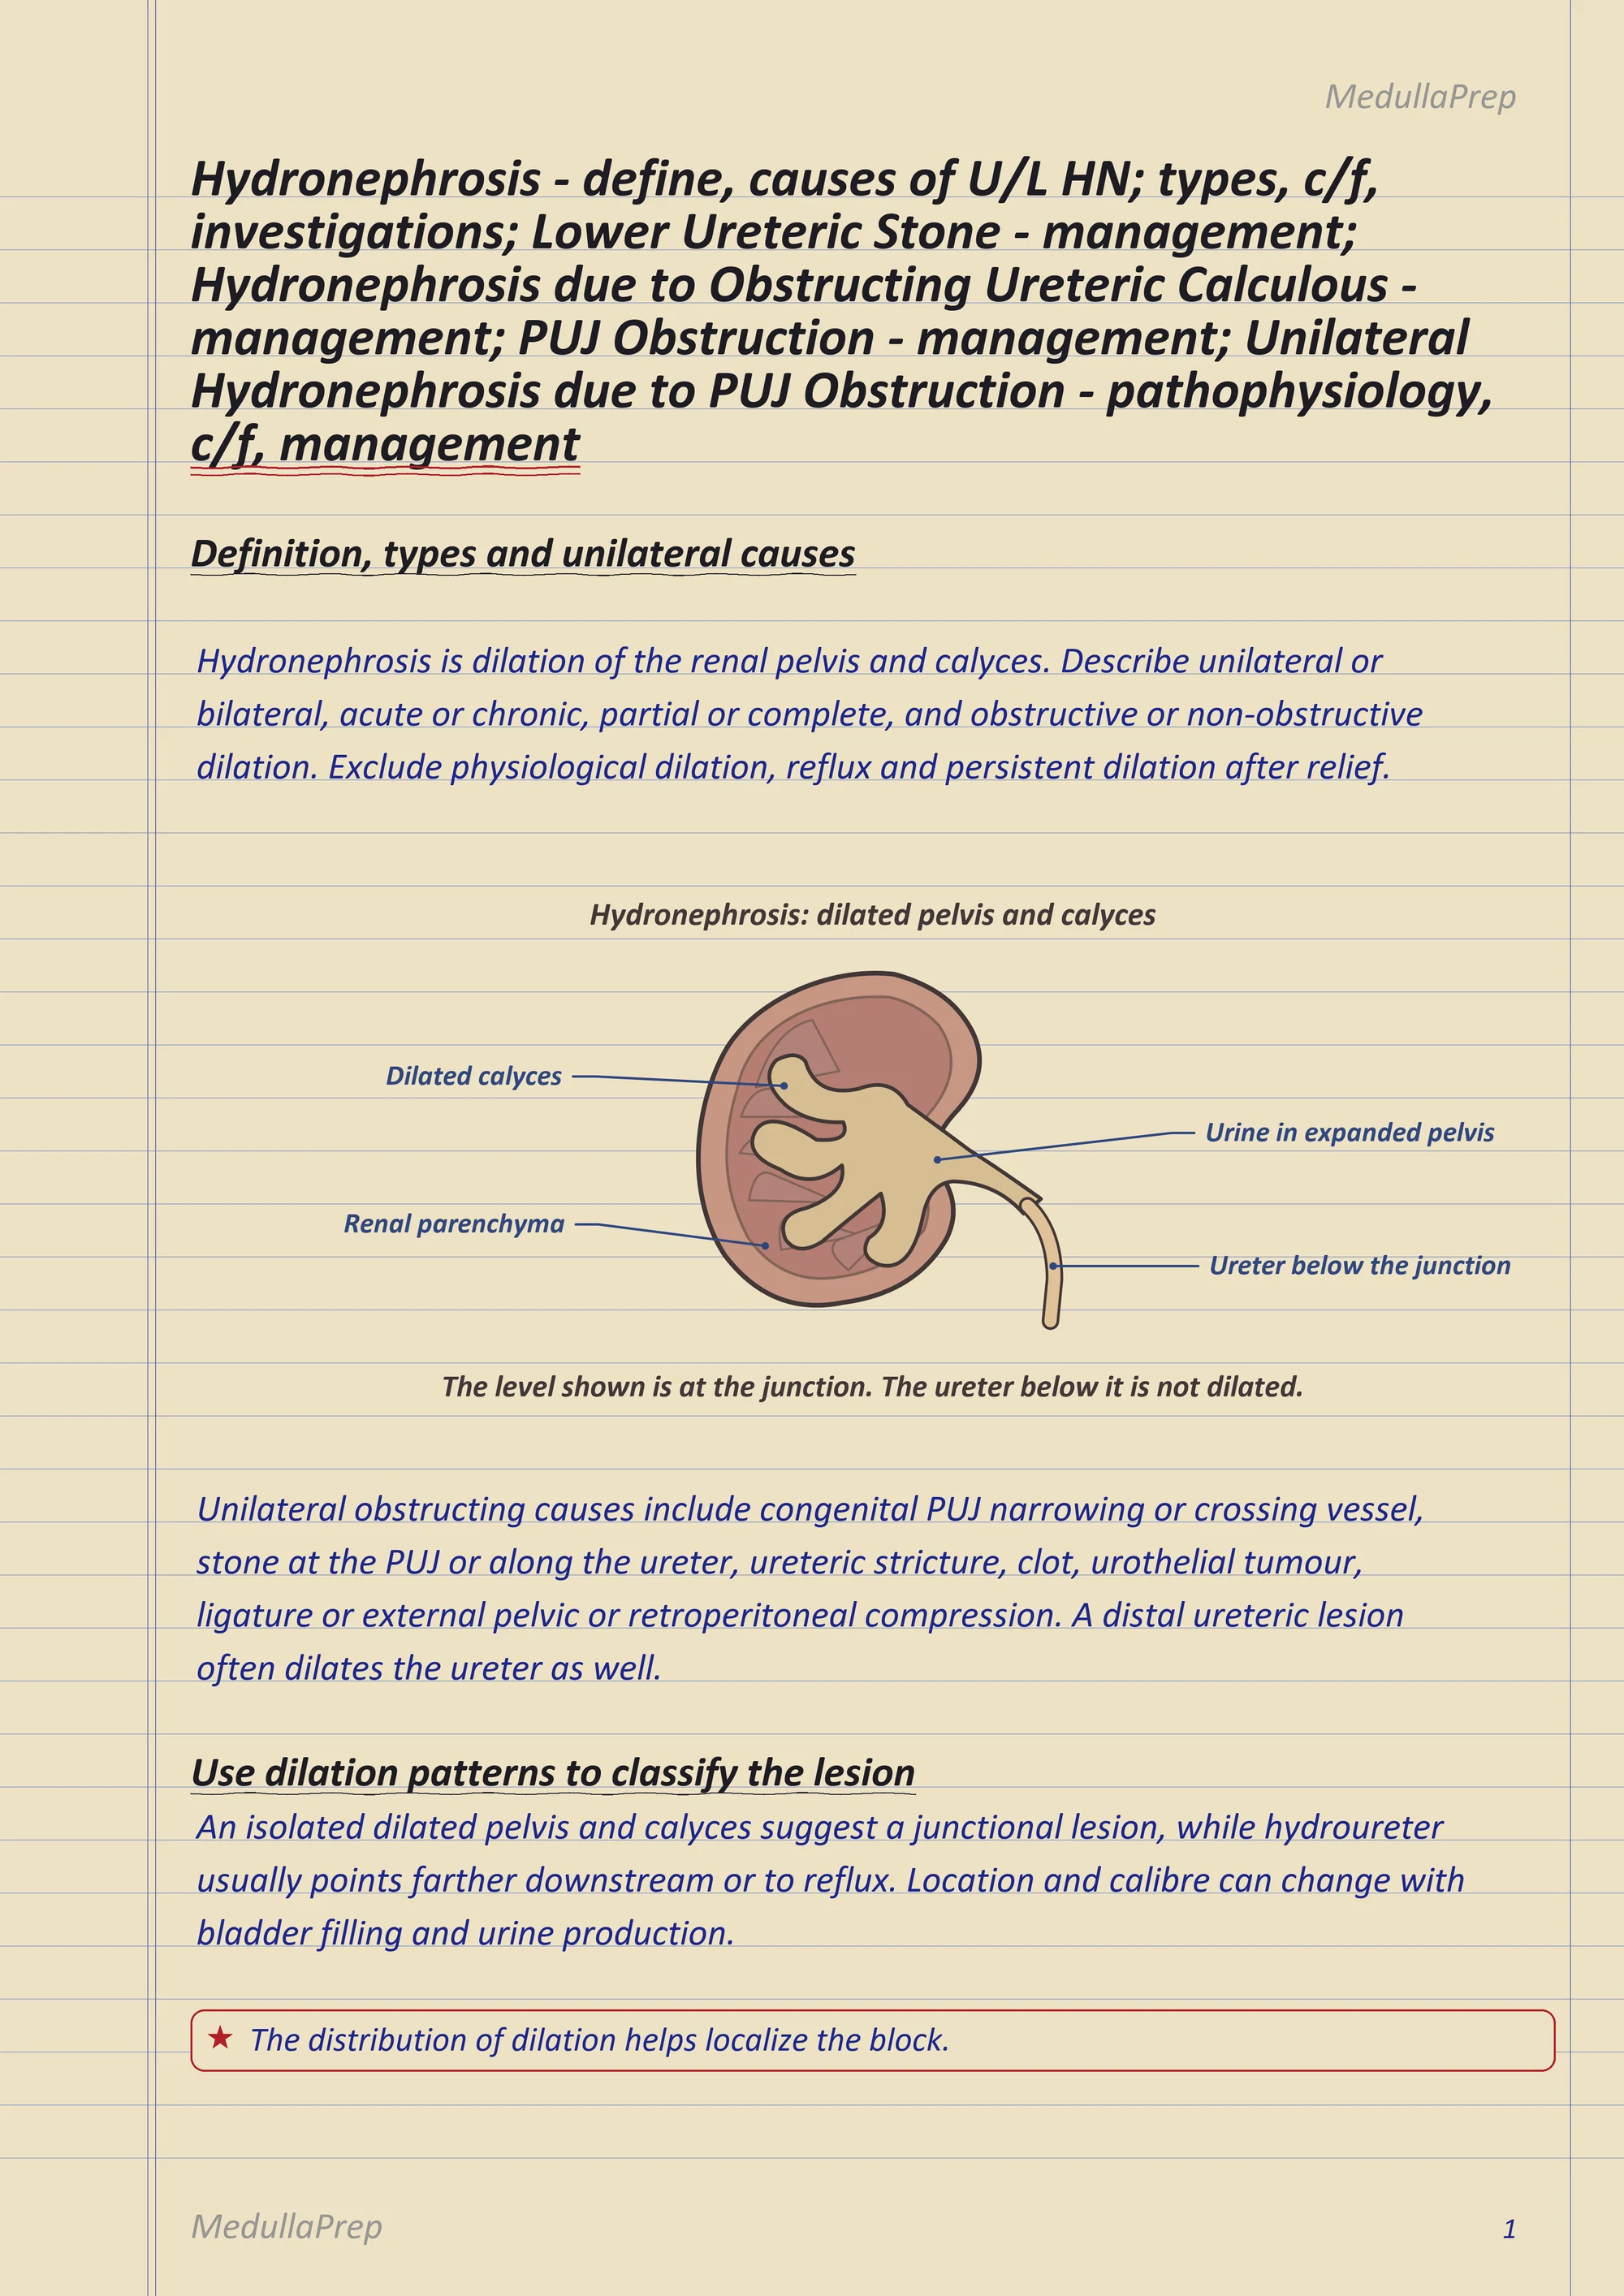 MedullaPrep
Hydronephrosis - define, causes of U/L HN; types, c/f,
investigations; Lower Ureteric Stone - management;
Hydronephrosis due to Obstructing Ureteric Calculous -
management; PUJ Obstruction - management; Unilateral
Hydronephrosis due to PUJ Obstruction - pathophysiology,
c/f, management
Definition, types and unilateral causes
Hydronephrosis is dilation of the renal pelvis and calyces. Describe unilateral or
bilateral, acute or chronic, partial or complete, and obstructive or non-obstructive
dilation. Exclude physiological dilation, reflux and persistent dilation after relief.
Hydronephrosis: dilated pelvis and calyces
Dilated calyces
Urine in expanded pelvis
Renal parenchyma
Ureter below the junction
The level shown is at the junction. The ureter below it is not dilated.
Unilateral obstructing causes include congenital PUJ narrowing or crossing vessel,
stone at the PUJ or along the ureter, ureteric stricture, clot, urothelial tumour,
ligature or external pelvic or retroperitoneal compression. A distal ureteric lesion
often dilates the ureter as well.
Use dilation patterns to classify the lesion
An isolated dilated pelvis and calyces suggest a junctional lesion, while hydroureter
usually points farther downstream or to reflux. Location and calibre can change with
bladder filling and urine production.
★ The distribution of dilation helps localize the block.
MedullaPrep
1